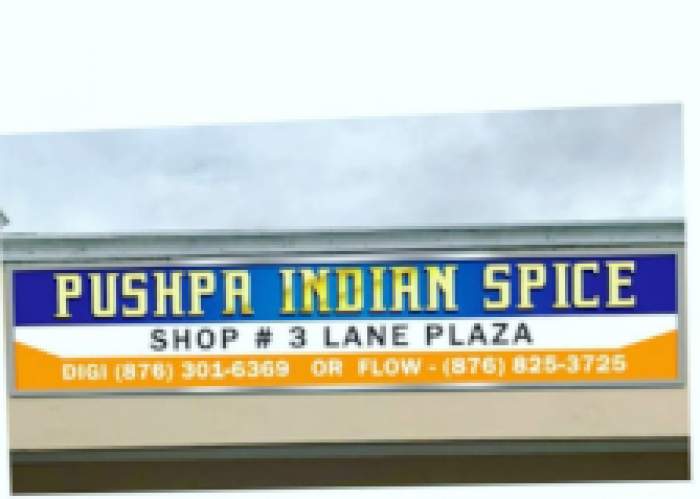 PUSHPA INDIAN SPICE
SHOP # 3 LANE PLAZA
DIGI (876) 301-6369 OR FLOW - (876) 825-3725